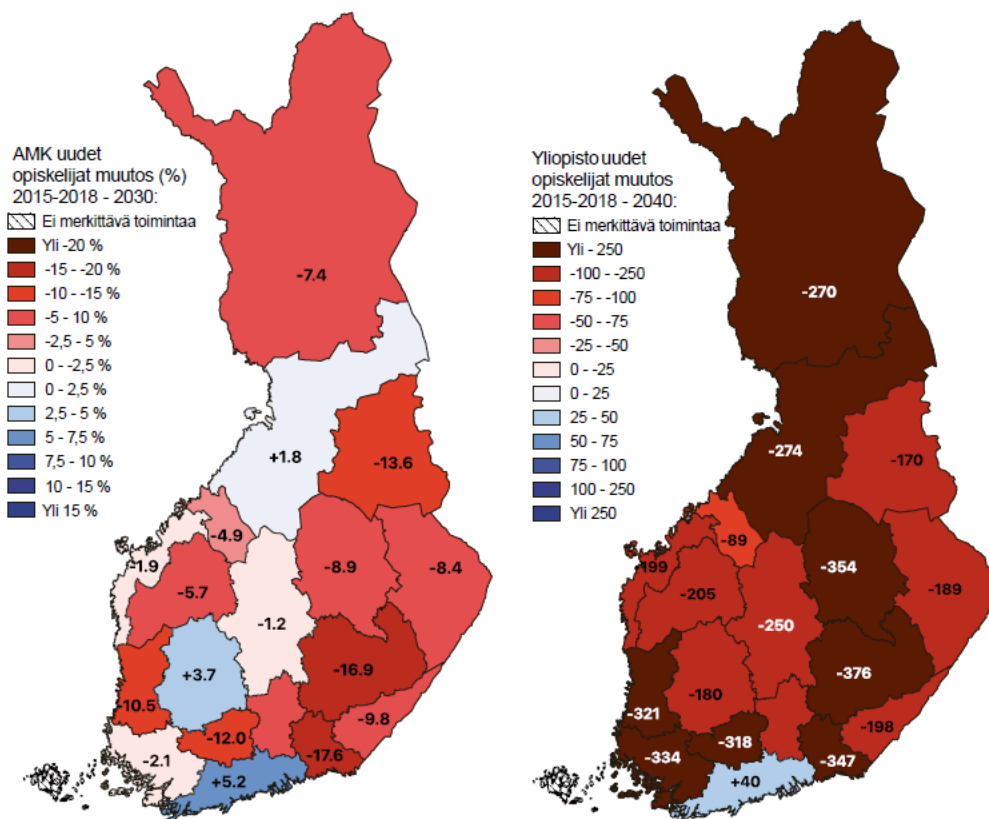 AMK uudet
opiskelijat muutos (%)
2015-2018 - 2030:
Ei merkittävä toimintaa
Yli -20 %
-15 - -20 %
-10 - -15 %
-5 - 10 %
-2,5 - 5 %
0 - -2,5 %
0 - 2,5 %
2,5 - 5 %
5 - 7,5 %
7,5 - 10 %
10 - 15 %
Yli 15 %
-7.4
+1.8
-13.6
-4.9
-1.9
-5.7
-8.9
-8.4
-1.2
+3.7
-16.9
-10.5
-9.8
-12.0
-17.6
-2.1
+5.2
Yliopisto uudet
opiskelijat muutos
2015-2018 - 2040:
Ei merkittävä toimintaa
Yli - 250
-100 - -250
-75 - -100
-50 - -75
-25 - -50
0 - -25
0 - 25
25 - 50
50 - 75
75 - 100
100 - 250
Yli 250
-270
-274
-170
-89
-199
-205
-354
-189
-250
-180
-376
-321
-198
-318
-334
-347
+40